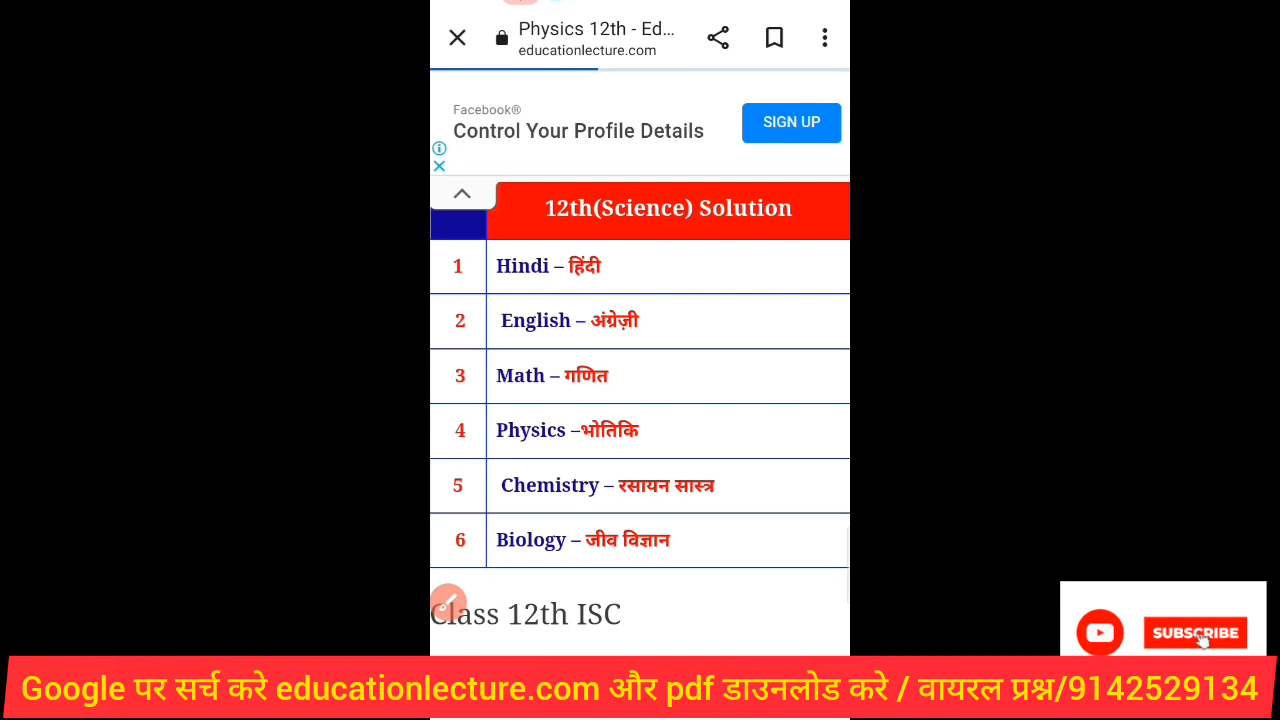 Physics 12th - Ed...
educationlecture.com
Facebook®
Control Your Profile Details
SIGN UP
12th(Science) Solution
1 Hindi – हिंदी
2 English – अंग्रेज़ी
3 Math – गणित
4 Physics –भोतिकि
5 Chemistry – रसायन सास्त्र
6 Biology – जीव विज्ञान
Class 12th ISC
SUBSCRIBE
Google पर सर्च करे educationlecture.com और pdf डाउनलोड करे / वायरल प्रश्न/9142529134